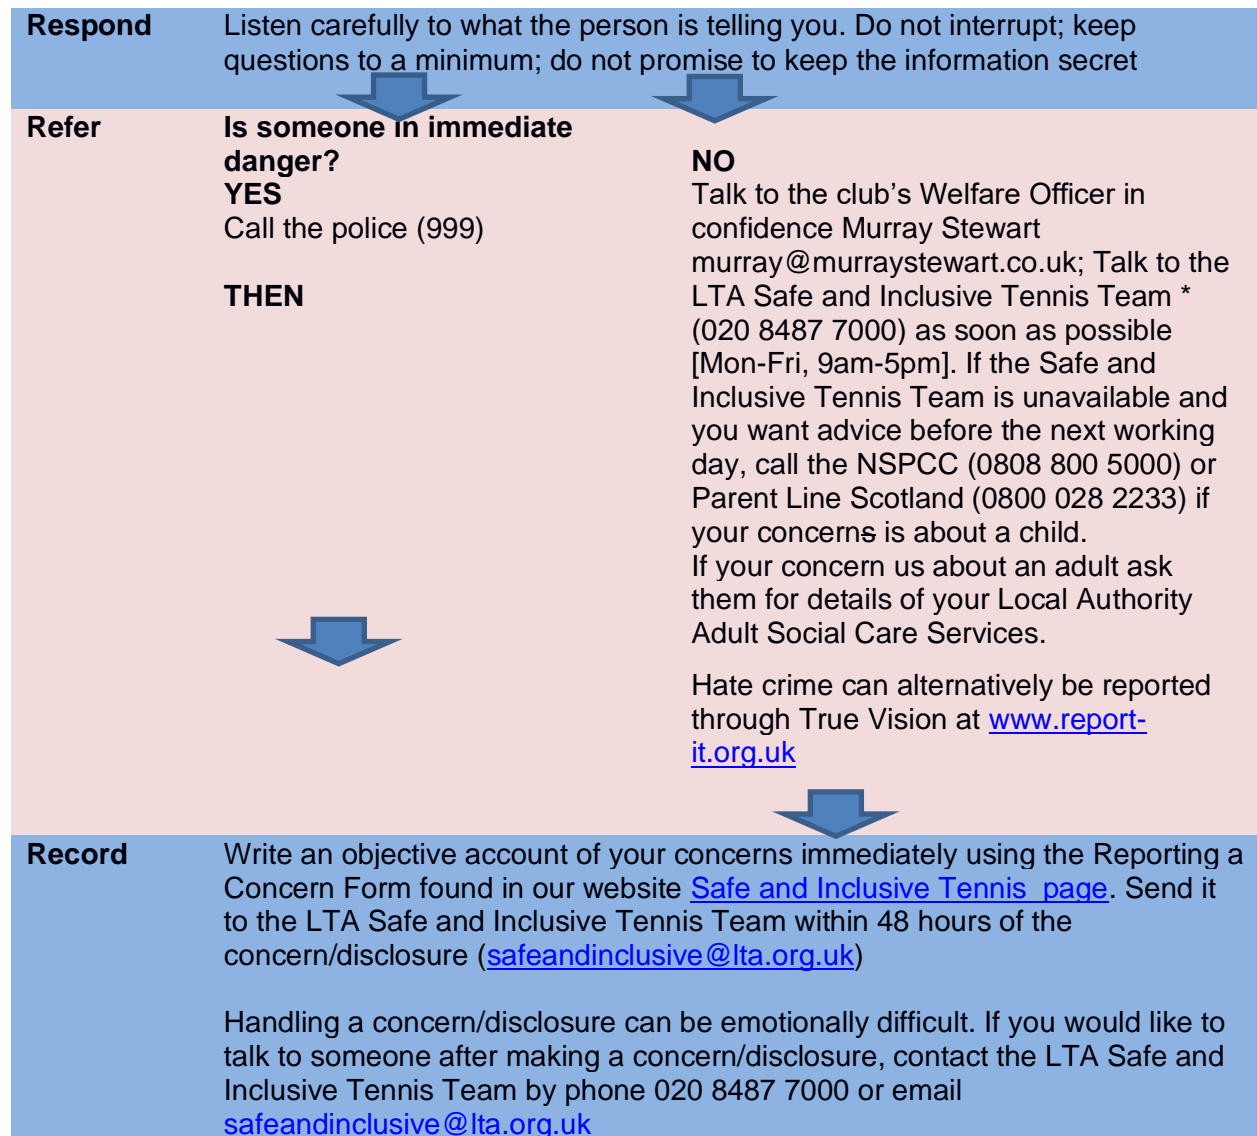 Respond
Listen carefully to what the person is telling you. Do not interrupt; keep
questions to a minimum; do not promise to keep the information secret
Refer
Is someone in immediate
danger?
YES
Call the police (999)
THEN
NO
Talk to the club’s Welfare Officer in
confidence Murray Stewart
murray@murraystewart.co.uk; Talk to the
LTA Safe and Inclusive Tennis Team *
(020 8487 7000) as soon as possible
[Mon-Fri, 9am-5pm]. If the Safe and
Inclusive Tennis Team is unavailable and
you want advice before the next working
day, call the NSPCC (0808 800 5000) or
Parent Line Scotland (0800 028 2233) if
your concerns is about a child.
If your concern us about an adult ask
them for details of your Local Authority
Adult Social Care Services.
Hate crime can alternatively be reported
through True Vision at www.report-
it.org.uk
Record
Write an objective account of your concerns immediately using the Reporting a
Concern Form found in our website Safe and Inclusive Tennis  page. Send it
to the LTA Safe and Inclusive Tennis Team within 48 hours of the
concern/disclosure (safeandinclusive@lta.org.uk)
Handling a concern/disclosure can be emotionally difficult. If you would like to
talk to someone after making a concern/disclosure, contact the LTA Safe and
Inclusive Tennis Team by phone 020 8487 7000 or email
safeandinclusive@lta.org.uk